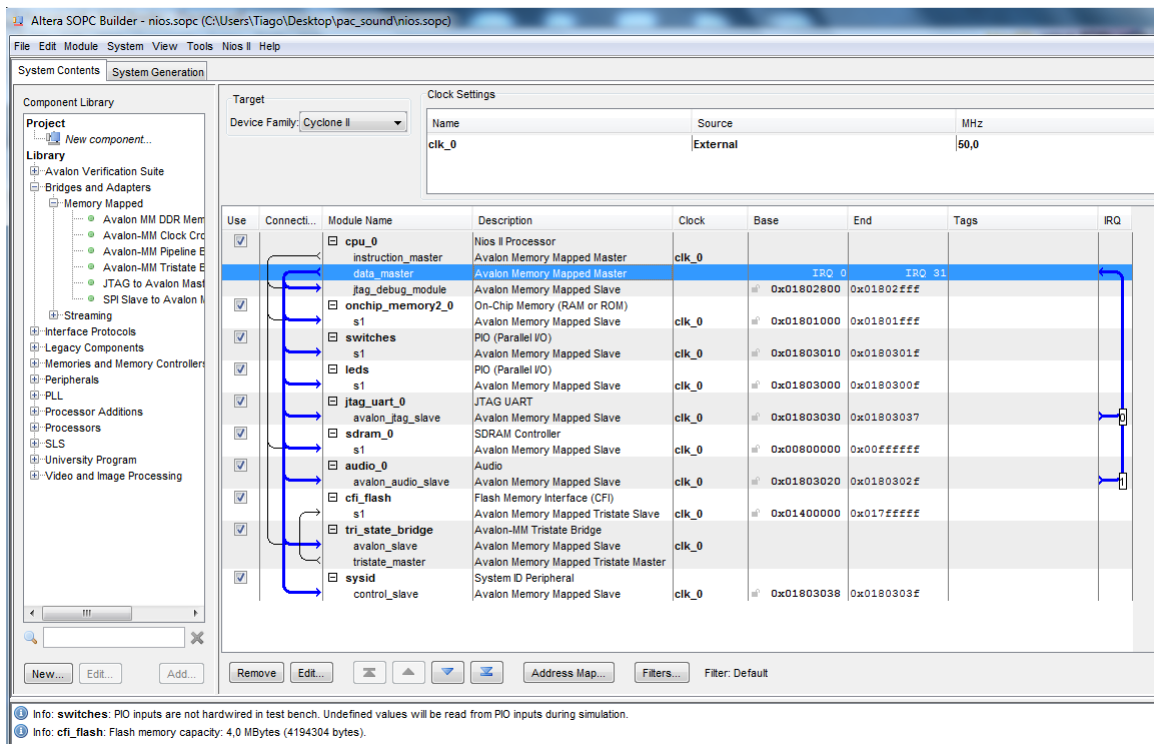 Altera SOPC Builder - nios.sopc (C:\Users\Tiago\Desktop\pac_sound\nios.sopc)
File Edit Module System View Tools Nios II Help
System Contents System Generation
Component Library
Project
New component...
Library
Avalon Verification Suite
Bridges and Adapters
Memory Mapped
Avalon MM DDR Mem
Avalon-MM Clock Cro
Avalon-MM Pipeline B
Avalon-MM Tristate B
JTAG to Avalon Mast
SPI Slave to Avalon M
Streaming
Interface Protocols
Legacy Components
Memories and Memory Controllers
Peripherals
PLL
Processor Additions
Processors
SLS
University Program
Video and Image Processing
New... Edit... Add...
Target
Device Family: Cyclone II
Clock Settings
Name Source MHz
clk_0 External 50,0
Use Connecti... Module Name Description Clock Base End Tags IRQ
cpu_0 Nios II Processor
instruction_master Avalon Memory Mapped Master clk_0
data_master Avalon Memory Mapped Master IRQ 0 IRQ 31
jtag_debug_module Avalon Memory Mapped Slave 0x01802800 0x01802fff
onchip_memory2_0 On-Chip Memory (RAM or ROM)
s1 Avalon Memory Mapped Slave clk_0 0x01801000 0x01801fff
switches PIO (Parallel I/O)
s1 Avalon Memory Mapped Slave clk_0 0x01803010 0x0180301f
leds PIO (Parallel I/O)
s1 Avalon Memory Mapped Slave clk_0 0x01803000 0x0180300f
jtag_uart_0 JTAG UART
avalon_jtag_slave Avalon Memory Mapped Slave clk_0 0x01803030 0x01803037 0
sdram_0 SDRAM Controller
s1 Avalon Memory Mapped Slave clk_0 0x00800000 0x00ffffff
audio_0 Audio
avalon_audio_slave Avalon Memory Mapped Slave clk_0 0x01803020 0x0180302f 1
cfi_flash Flash Memory Interface (CFI)
s1 Avalon Memory Mapped Tristate Slave clk_0 0x01400000 0x017fffff
tri_state_bridge Avalon-MM Tristate Bridge
avalon_slave Avalon Memory Mapped Slave clk_0
tristate_master Avalon Memory Mapped Tristate Master
sysid System ID Peripheral
control_slave Avalon Memory Mapped Slave clk_0 0x01803038 0x0180303f
Remove Edit... Address Map... Filters... Filter: Default
Info: switches: PIO inputs are not hardwired in test bench. Undefined values will be read from PIO inputs during simulation.
Info: cfi_flash: Flash memory capacity: 4,0 MBytes (4194304 bytes).